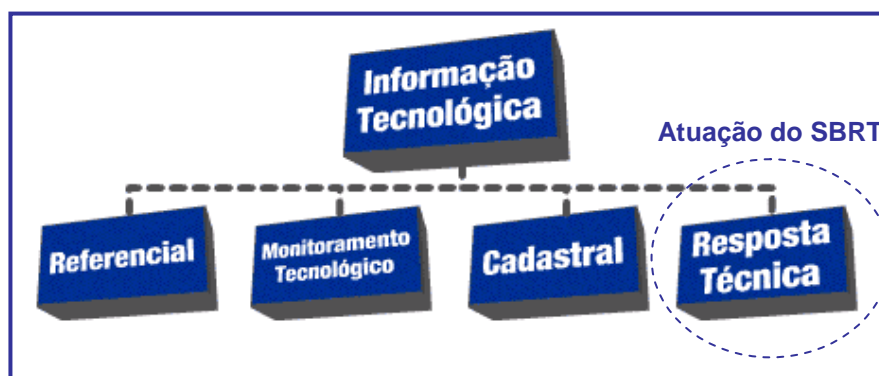 Informação
Tecnológica
Atuação do SBRT
Referencial
Monitoramento
Tecnológico
Cadastral
Resposta
Técnica